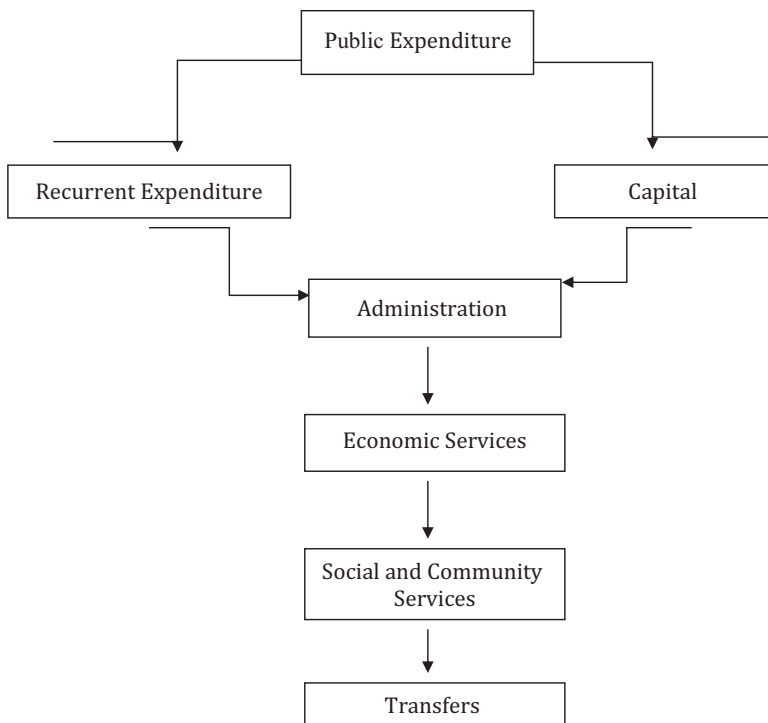 Public Expenditure
Recurrent Expenditure
Capital
Administration
Economic Services
Social and Community
Services
Transfers